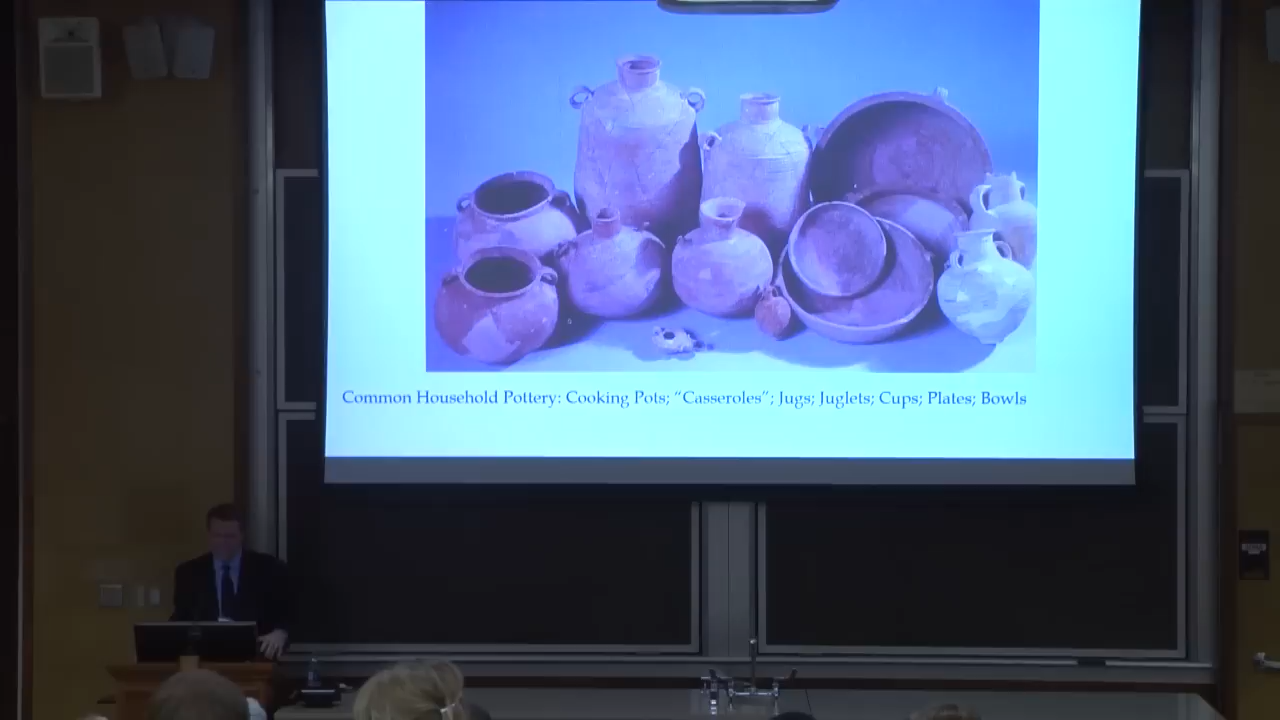 Common Household Pottery: Cooking Pots; “Casseroles”; Jugs; Juglets; Cups; Plates; Bowls